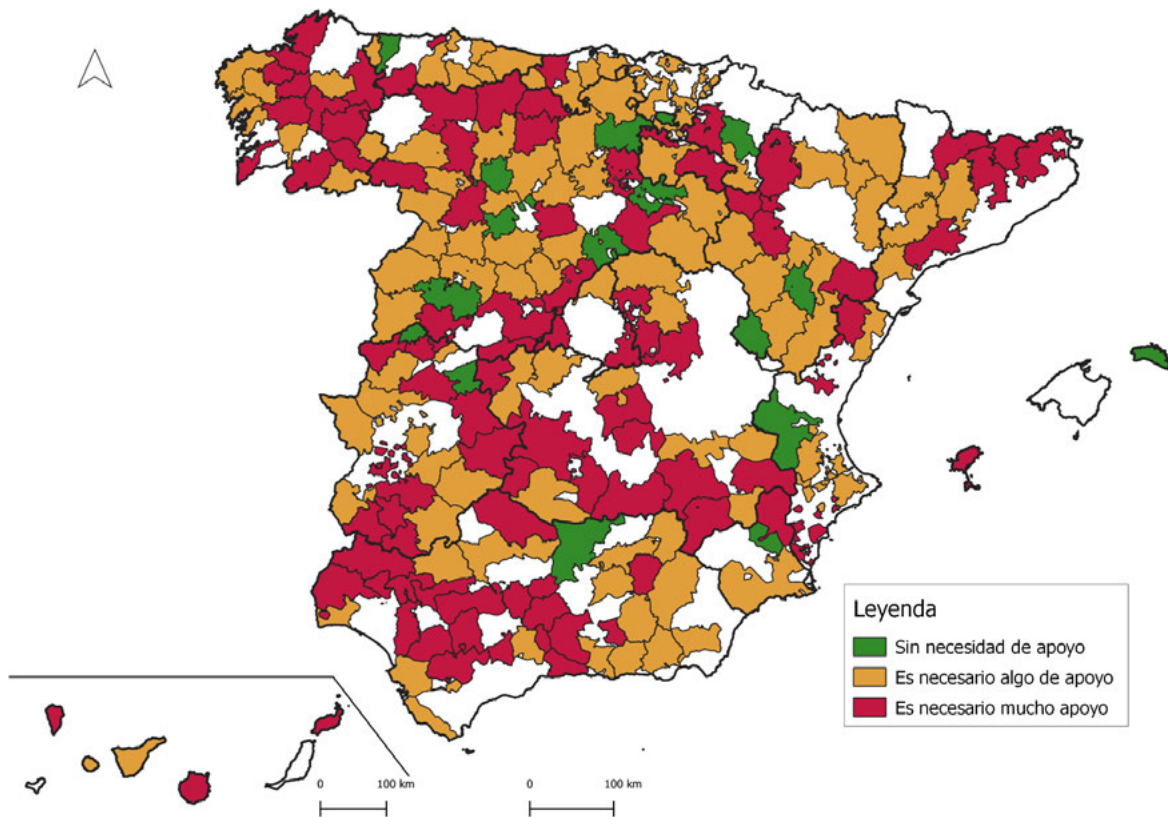 Leyenda
Sin necesidad de apoyo
Es necesario algo de apoyo
Es necesario mucho apoyo
0 100 km
0 100 km